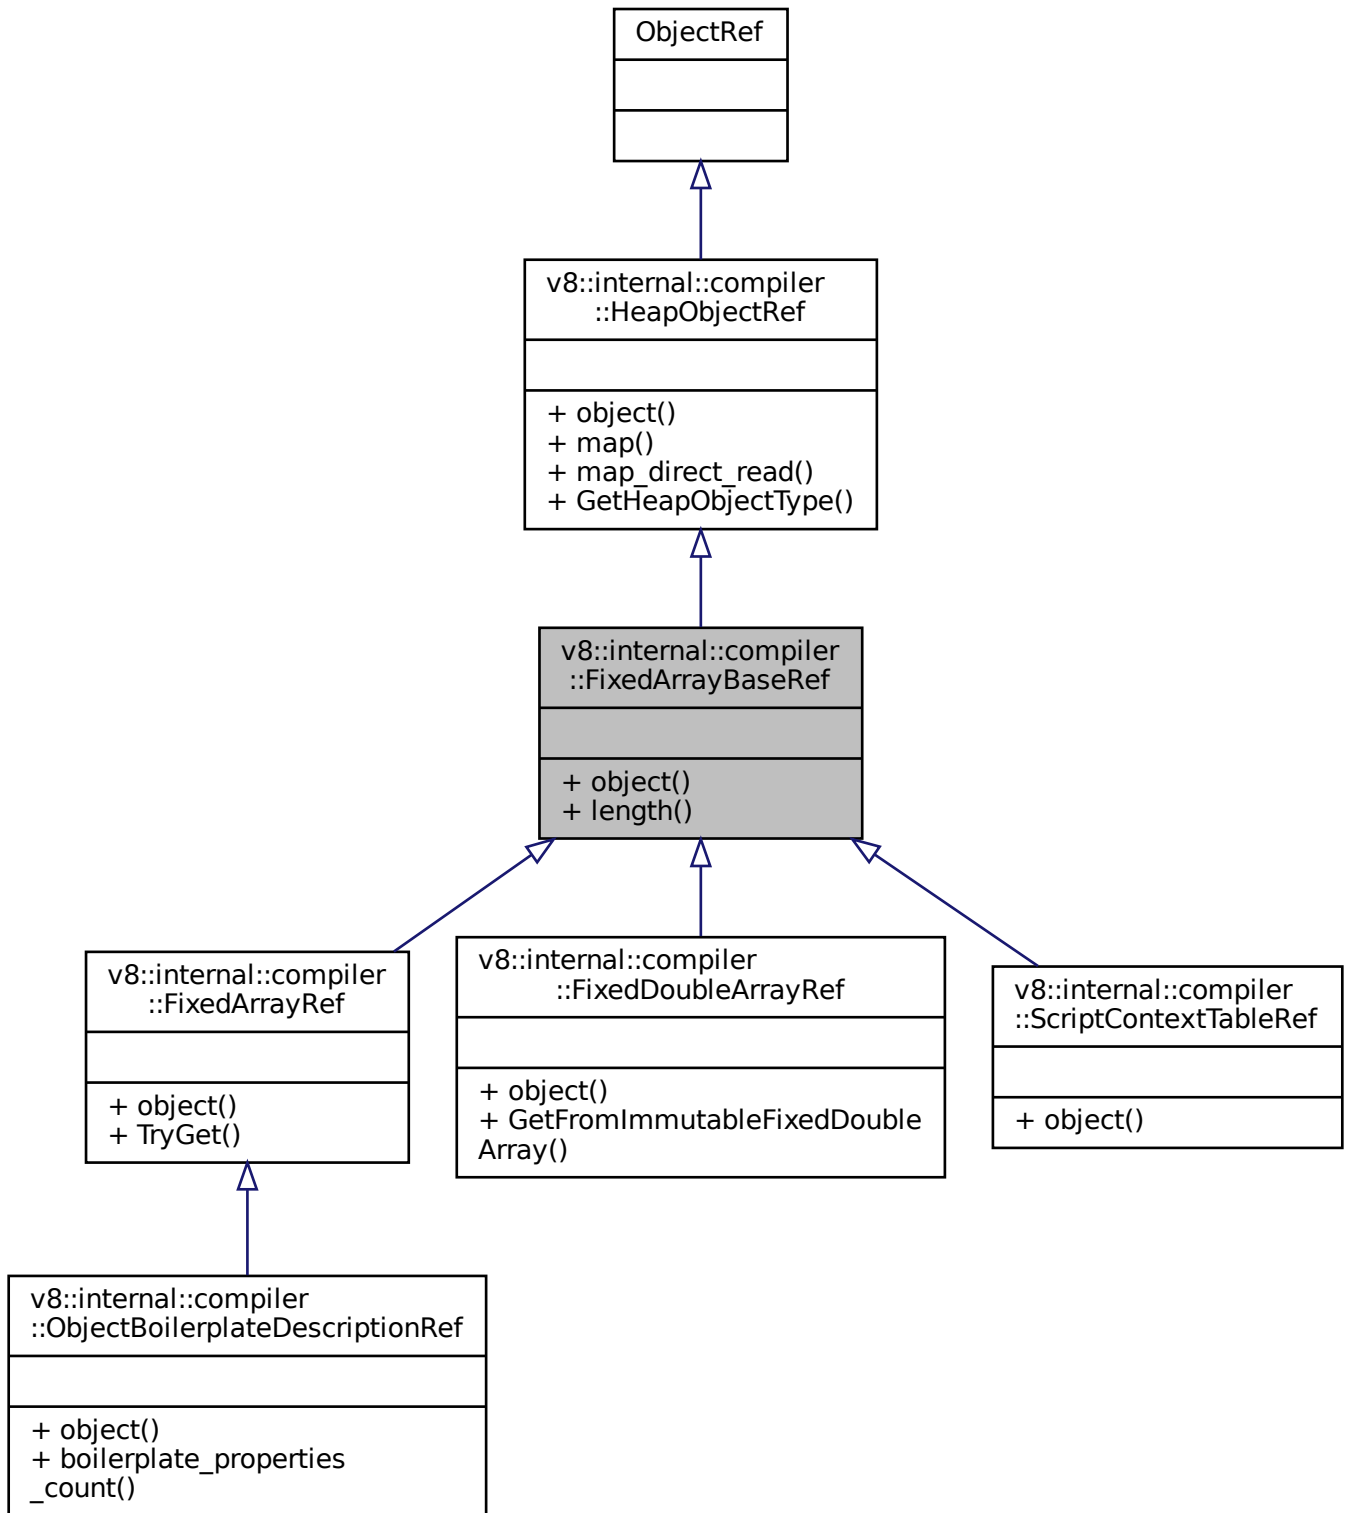 ObjectRef
v8::internal::compiler
::HeapObjectRef
+ object()
+ map()
+ map_direct_read()
+ GetHeapObjectType()
v8::internal::compiler
::FixedArrayBaseRef
+ object()
+ length()
v8::internal::compiler
::FixedArrayRef
+ object()
+ TryGet()
v8::internal::compiler
::FixedDoubleArrayRef
+ object()
+ GetFromImmutableFixedDouble
Array()
v8::internal::compiler
::ScriptContextTableRef
+ object()
v8::internal::compiler
::ObjectBoilerplateDescriptionRef
+ object()
+ boilerplate_properties
_count()